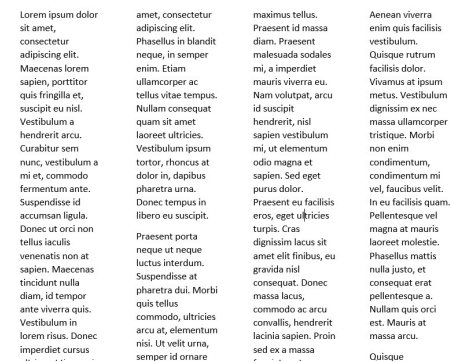 Lorem ipsum dolor
sit amet,
consectetur
adipiscing elit.
Maecenas lorem
sapien, porttitor
quis fringilla et,
suscipit eu nisl.
Vestibulum a
hendrerit arcu.
Curabitur sem
nunc, vestibulum a
mi et, commodo
fermentum ante.
Suspendisse id
accumsan ligula.
Donec ut orci non
tellus iaculis
venenatis non at
sapien. Maecenas
tincidunt nulla
diam, id tempor
ante viverra quis.
Vestibulum in
lorem risus. Donec
imperdiet cursus
amet, consectetur
adipiscing elit.
Phasellus in blandit
neque, in semper
enim. Etiam
ullamcorper ac
tellus vitae tempus.
Nullam consequat
quam sit amet
laoreet ultricies.
Vestibulum ipsum
tortor, rhoncus at
dolor in, dapibus
pharetra urna.
Donec tempus in
libero eu suscipit.
Praesent porta
neque ut neque
luctus interdum.
Suspendisse at
pharetra dui. Morbi
quis tellus
commodo, ultricies
arcu at, elementum
nisi. Ut velit urna,
semper id ornare
maximus tellus.
Praesent id massa
diam. Praesent
malesuada sodales
mi, a imperdiet
mauris viverra eu.
Nam volutpat, arcu
id suscipit
hendrerit, nisl
sapien vestibulum
mi, ut elementum
odio magna et
sapien. Sed eget
purus dolor.
Praesent eu facilisis
eros, eget ultricies
turpis. Cras
dignissim lacus sit
amet elit finibus, eu
gravida nisl
consequat. Donec
massa lacus,
commodo ac arcu
convallis, hendrerit
lacinia sapien. Proin
sed ex a massa
Aenean viverra
enim quis facilisis
vestibulum.
Quisque rutrum
facilisis dolor.
Vivamus at ipsum
metus. Vestibulum
dignissim ex nec
massa ullamcorper
tristique. Morbi
non enim
condimentum,
condimentum mi
vel, faucibus velit.
In eu facilisis quam.
Pellentesque vel
magna at mauris
laoreet molestie.
Phasellus mattis
nulla justo, et
consequat erat
pellentesque a.
Nullam quis orci
est. Mauris at
massa arcu.
Quisque